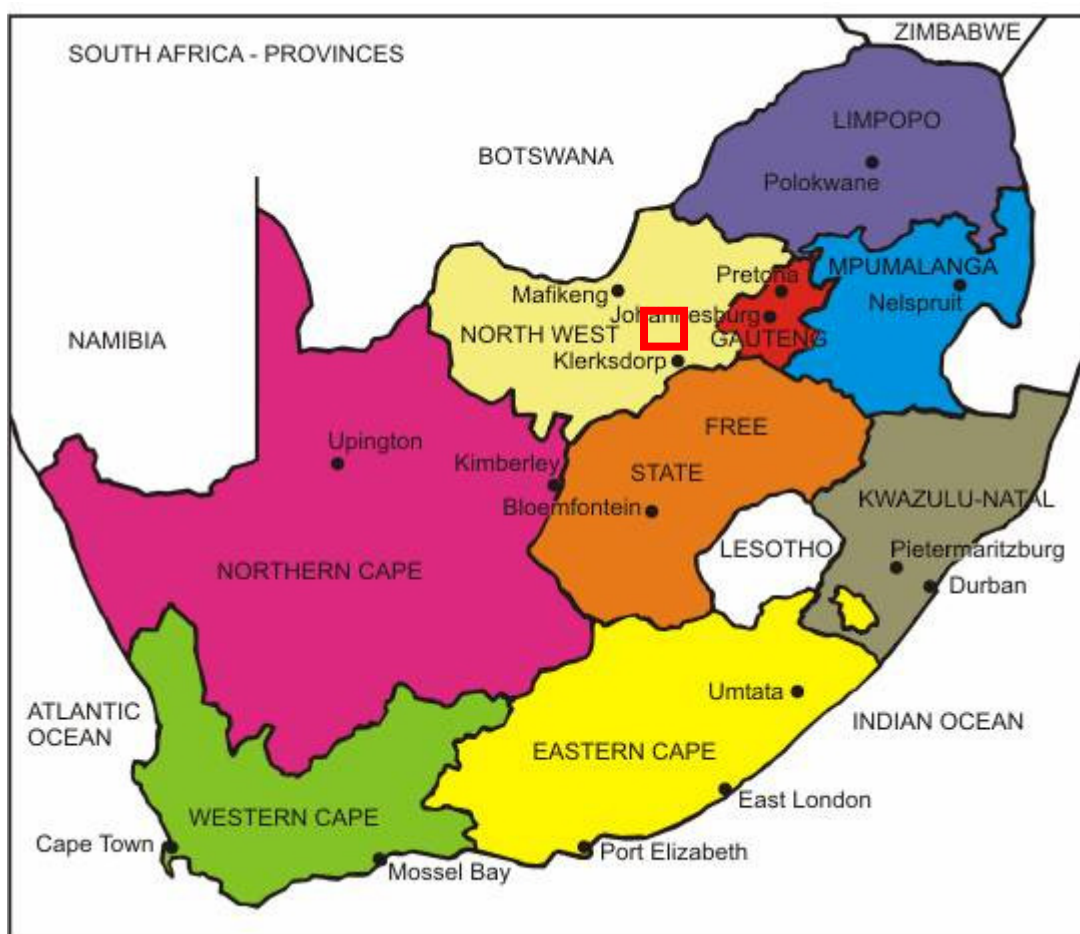 ZIMBABWE
SOUTH AFRICA - PROVINCES
LIMPOPO
BOTSWANA
Polokwane
MPUMALANGA
Pretoria
Mafikeng
Nelspruit
Johannesburg
NORTH WEST
GAUTENG
NAMIBIA
Klerksdorp
FREE
Upington
Kimberley
STATE
KWAZULU-NATAL
Bloemfontein
LESOTHO
Pietermaritzburg
NORTHERN CAPE
Durban
Umtata
ATLANTIC
OCEAN
INDIAN OCEAN
EASTERN CAPE
East London
WESTERN CAPE
Cape Town
Port Elizabeth
Mossel Bay